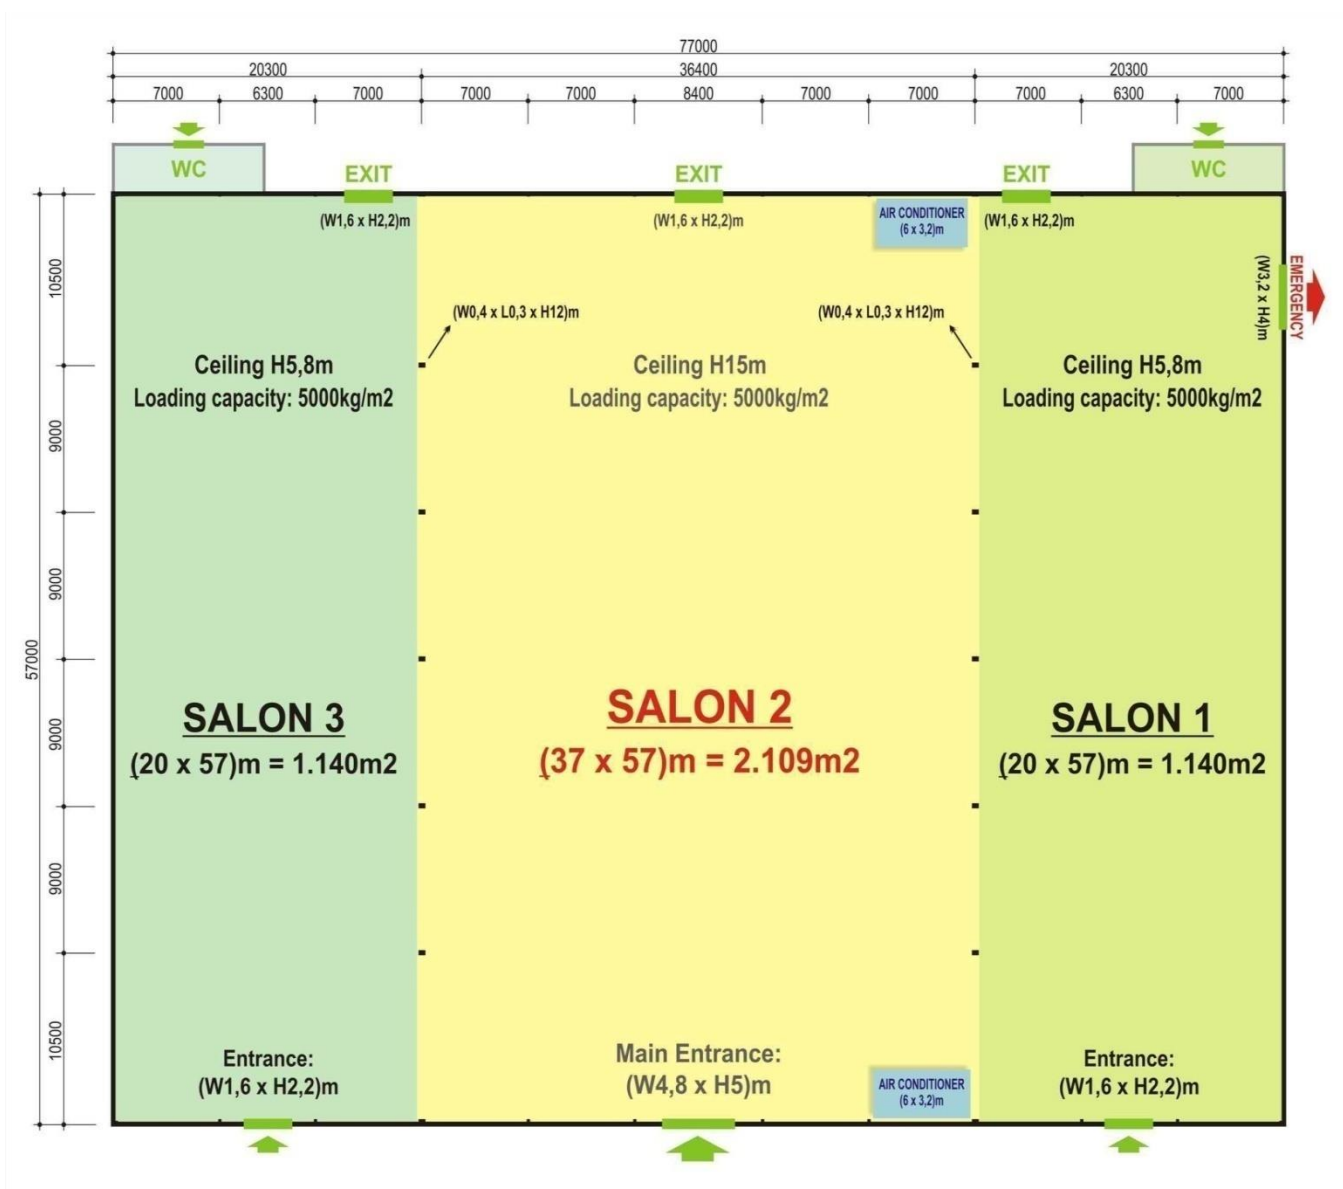 77000
20300 36400 20300
7000 6300 7000 7000 7000 8400 7000 7000 7000 6300 7000
WC
EXIT
EXIT
EXIT
WC
(W1,6 x H2,2)m
(W1,6 x H2,2)m
AIR CONDITIONER
(6 x 3,2)m
(W1,6 x H2,2)m
(W3,2 x H4)m
EMERGENCY
57000
10500
9000
9000
9000
9000
10500
(W0,4 x L0,3 x H12)m
(W0,4 x L0,3 x H12)m
Ceiling H5,8m
Loading capacity: 5000kg/m2
Ceiling H15m
Loading capacity: 5000kg/m2
Ceiling H5,8m
Loading capacity: 5000kg/m2
SALON 3
(20 x 57)m = 1.140m2
SALON 2
(37 x 57)m = 2.109m2
SALON 1
(20 x 57)m = 1.140m2
Entrance:
(W1,6 x H2,2)m
Main Entrance:
(W4,8 x H5)m
AIR CONDITIONER
(6 x 3,2)m
Entrance:
(W1,6 x H2,2)m